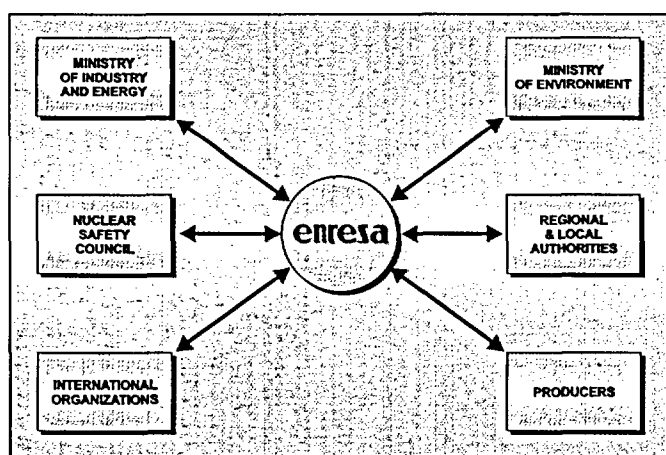 MINISTRY
OF INDUSTRY
AND ENERGY
MINISTRY
OF ENVIRONMENT
NUCLEAR
SAFETY
COUNCIL
enresa
REGIONAL
& LOCAL
AUTHORITIES
INTERNATIONAL
ORGANIZATIONS
PRODUCERS